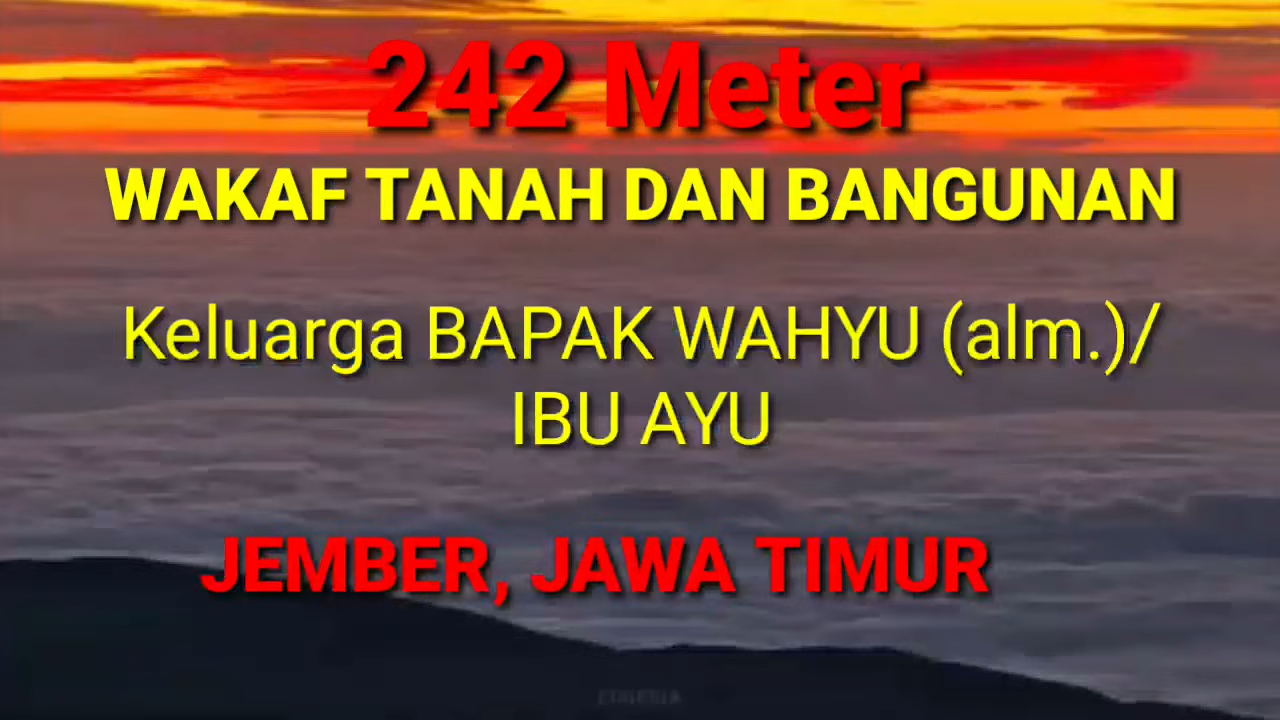 242 Meter
WAKAF TANAH DAN BANGUNAN
Keluarga BAPAK WAHYU (alm.)/
IBU AYU
JEMBER, JAWA TIMUR